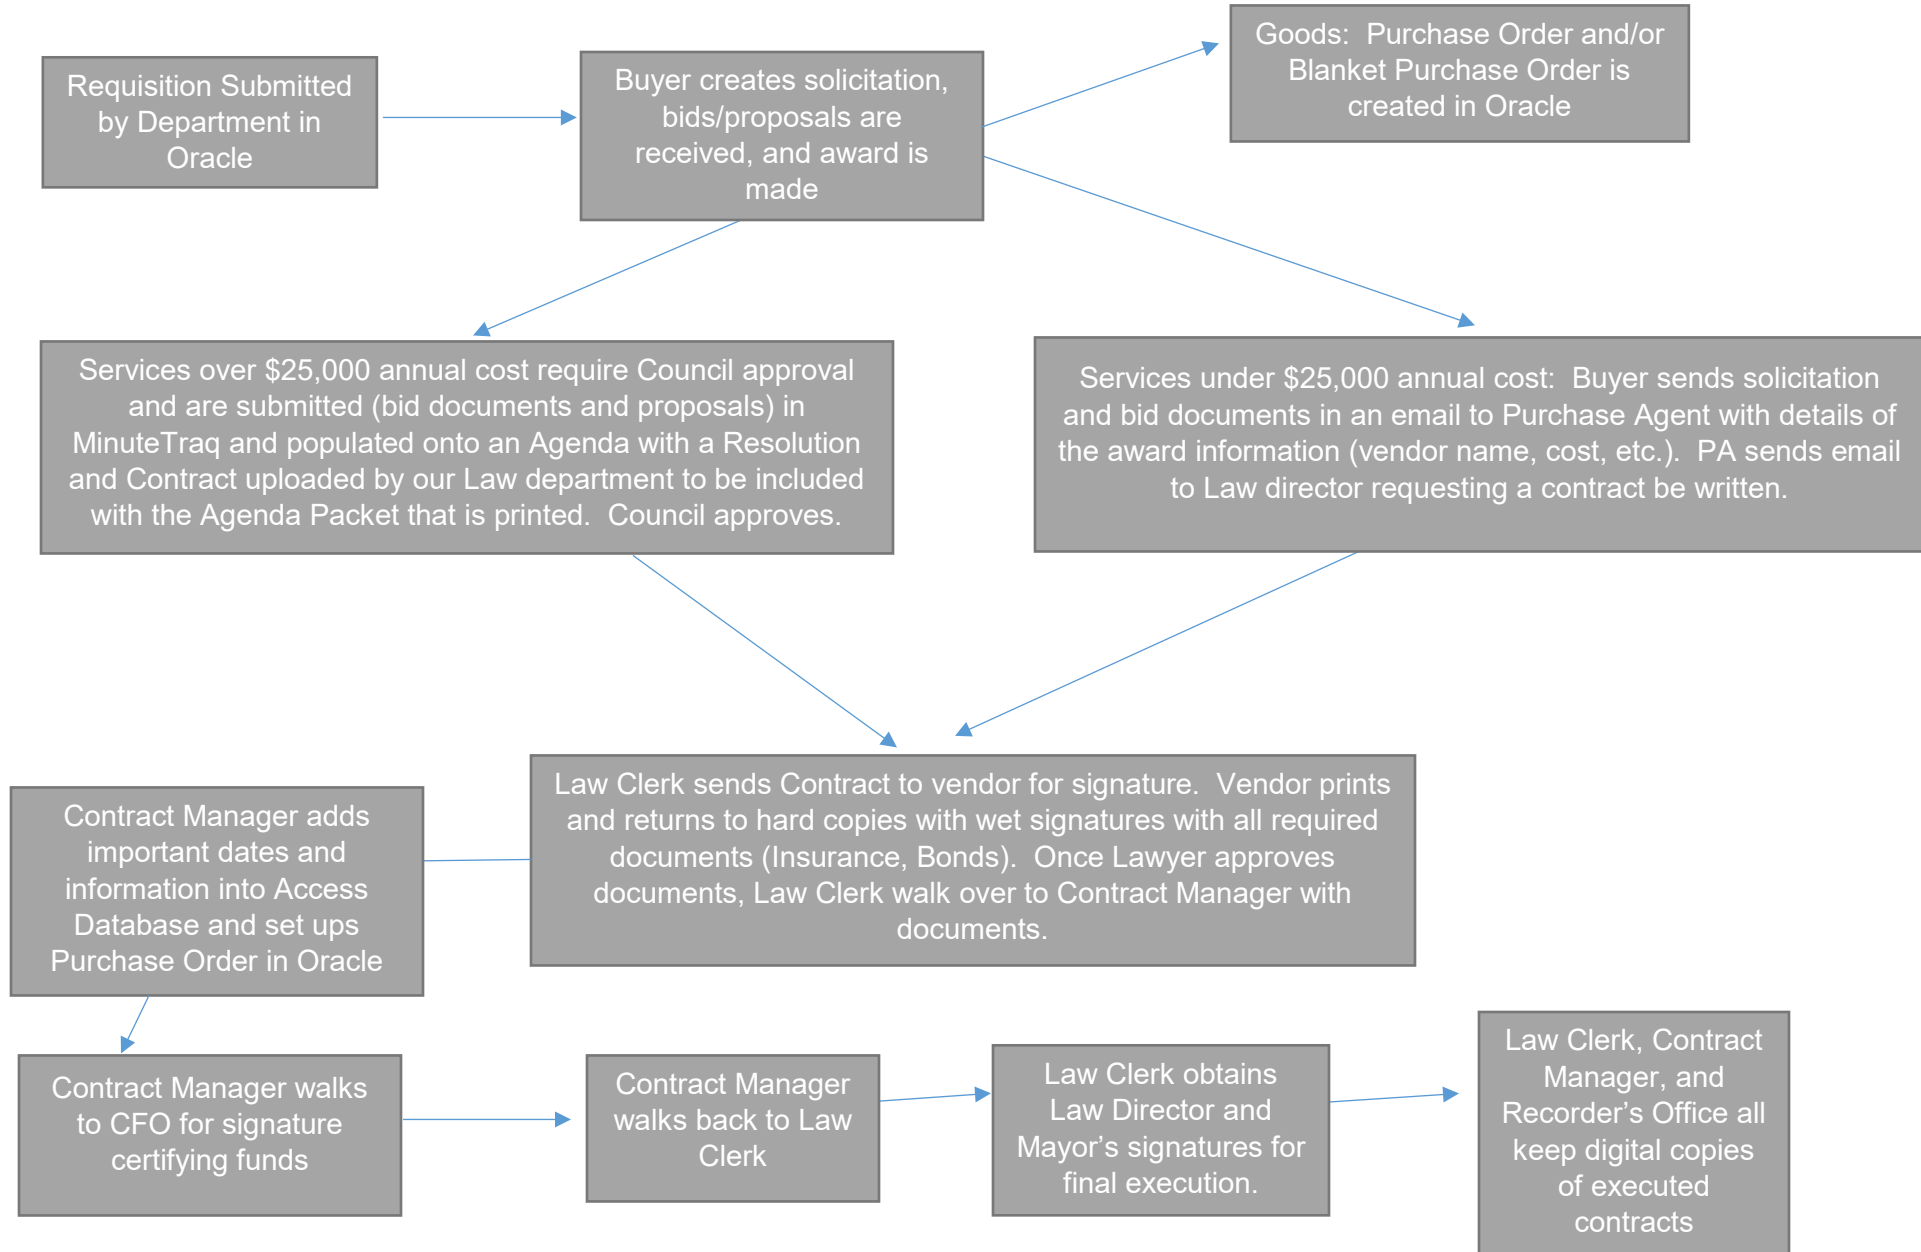 Requisition Submitted
by Department in
Oracle
Buyer creates solicitation,
bids/proposals are
received, and award is
made
Goods:  Purchase Order and/or
Blanket Purchase Order is
created in Oracle
Services over $25,000 annual cost require Council approval
and are submitted (bid documents and proposals) in
MinuteTraq and populated onto an Agenda with a Resolution
and Contract uploaded by our Law department to be included
with the Agenda Packet that is printed.  Council approves.
Services under $25,000 annual cost:  Buyer sends solicitation
and bid documents in an email to Purchase Agent with details of
the award information (vendor name, cost, etc.).  PA sends email
to Law director requesting a contract be written.
Law Clerk sends Contract to vendor for signature.  Vendor prints
and returns to hard copies with wet signatures with all required
documents (Insurance, Bonds).  Once Lawyer approves
documents, Law Clerk walk over to Contract Manager with
documents.
Contract Manager adds
important dates and
information into Access
Database and set ups
Purchase Order in Oracle
Contract Manager walks
to CFO for signature
certifying funds
Contract Manager
walks back to Law
Clerk
Law Clerk obtains
Law Director and
Mayor’s signatures for
final execution.
Law Clerk, Contract
Manager, and
Recorder’s Office all
keep digital copies
of executed
contracts